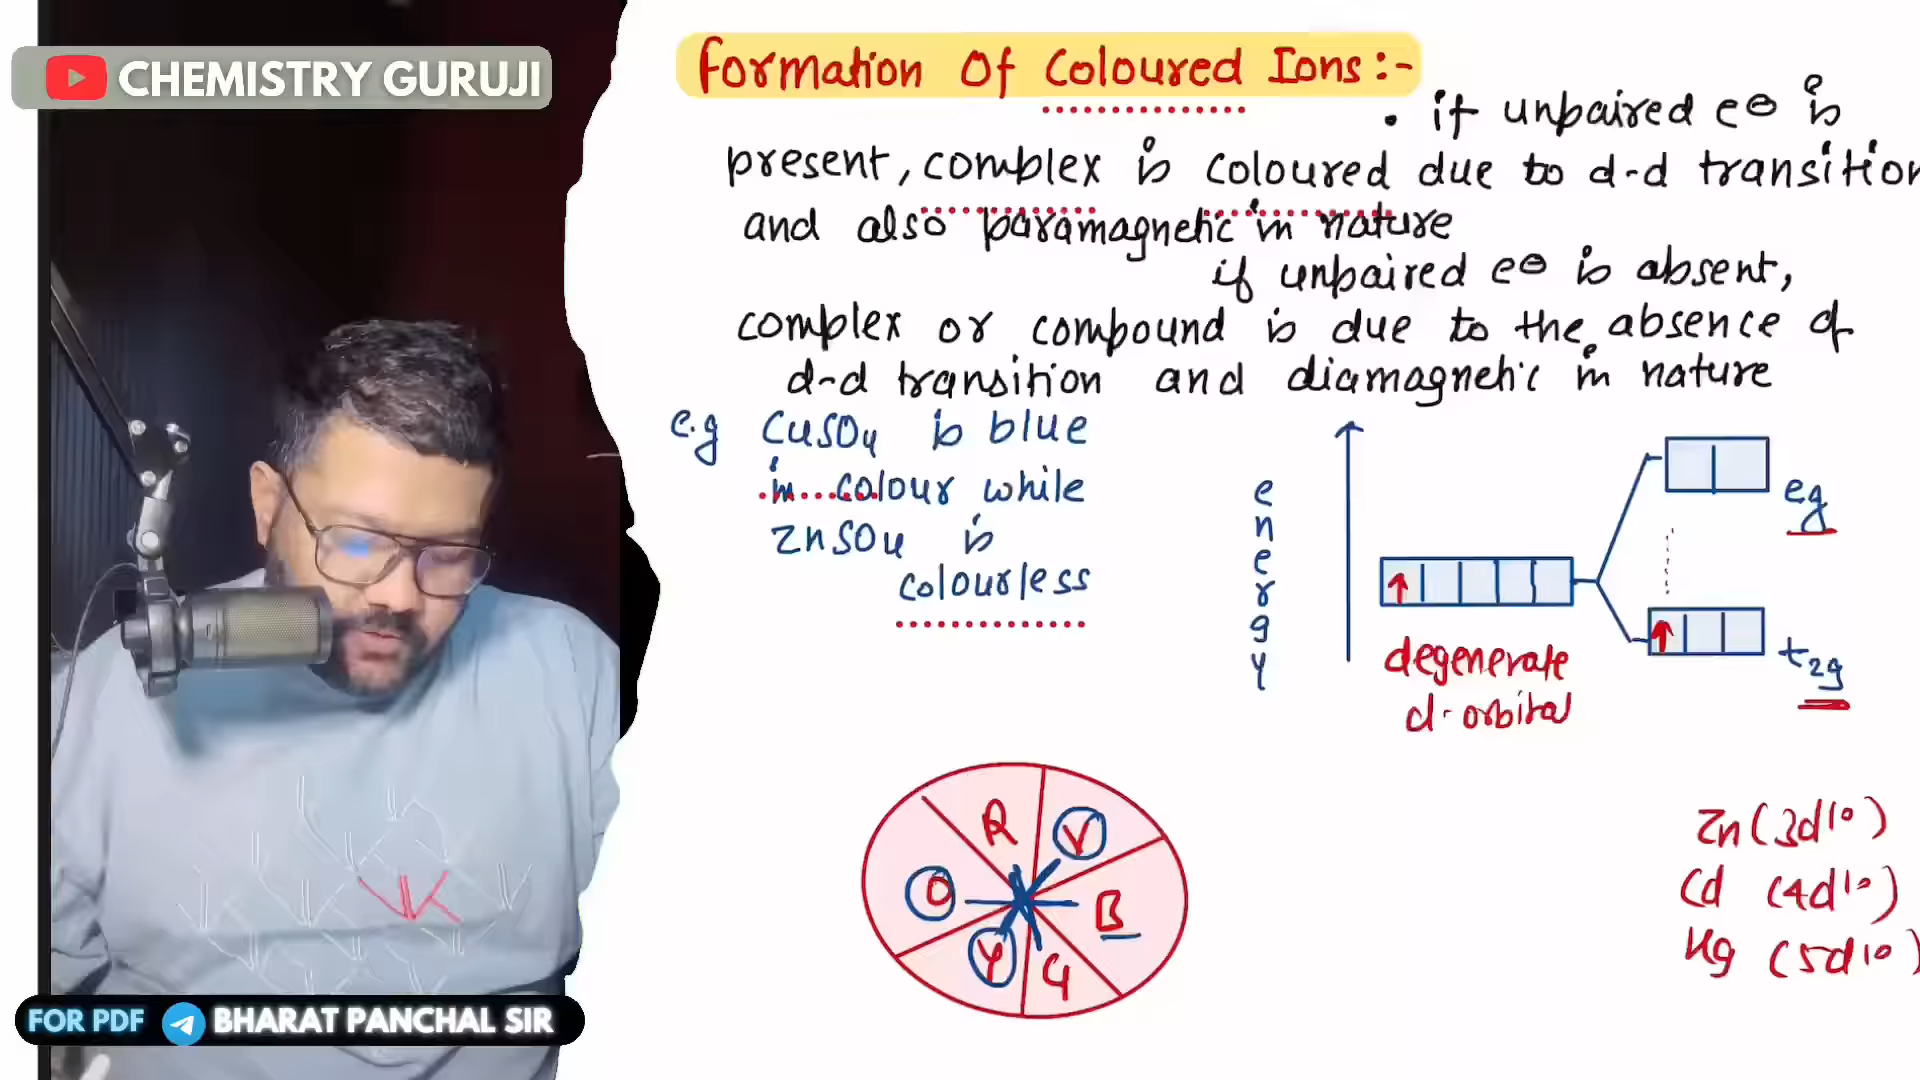 CHEMISTRY GURUJI
Formation Of Coloured Ions:-
. if unpaired e⊖ is
present, complex is coloured due to d-d transition
and also paramagnetic in nature
if unpaired e⊖ is absent,
complex or compound is due to the absence of
d-d transition and diamagnetic in nature
e.g CuSO4 is blue
in colour while
ZnSO4 is
colourless
energy
eg
t2g
degenerate
d-orbital
R
V
O
B
Y
G
Zn (3d10)
Cd (4d10)
Hg (5d10)
FOR PDF BHARAT PANCHAL SIR